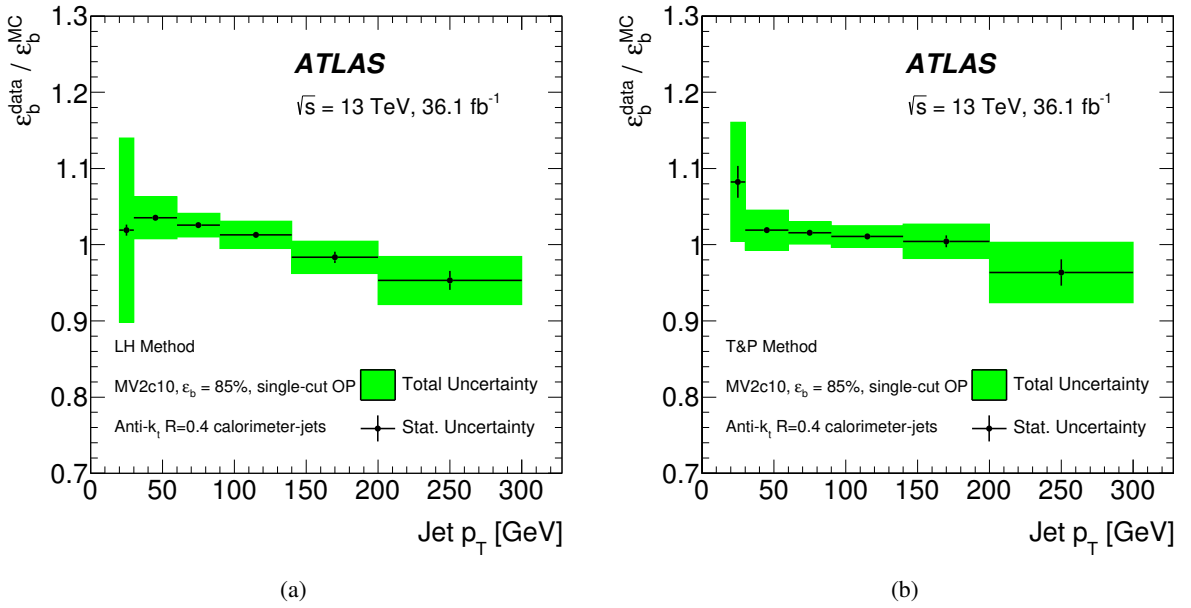 ε_b^data / ε_b^MC
1.3
1.2
1.1
1
0.9
0.8
0.7
ATLAS
√s = 13 TeV, 36.1 fb⁻¹
LH Method
MV2c10, ε_b = 85%, single-cut OP
Total Uncertainty
Anti-k_t R=0.4 calorimeter-jets
Stat. Uncertainty
0 50 100 150 200 250 300
Jet p_T [GeV]
(a)
ε_b^data / ε_b^MC
1.3
1.2
1.1
1
0.9
0.8
0.7
ATLAS
√s = 13 TeV, 36.1 fb⁻¹
T&P Method
MV2c10, ε_b = 85%, single-cut OP
Total Uncertainty
Anti-k_t R=0.4 calorimeter-jets
Stat. Uncertainty
0 50 100 150 200 250 300
Jet p_T [GeV]
(b)